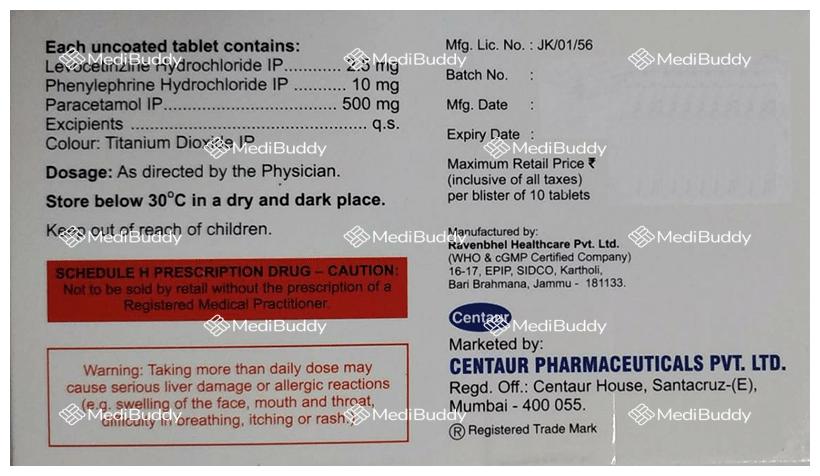 Each uncoated tablet contains:
Levocetirizine Hydrochloride IP............ 2.5 mg
Phenylephrine Hydrochloride IP ........... 10 mg
Paracetamol IP.................................... 500 mg
Excipients ................................................ q.s.
Colour: Titanium Dioxide IP
Dosage: As directed by the Physician.
Store below 30°C in a dry and dark place.
Keep out of reach of children.
SCHEDULE H PRESCRIPTION DRUG – CAUTION:
Not to be sold by retail without the prescription of a
Registered Medical Practitioner.
Warning: Taking more than daily dose may
cause serious liver damage or allergic reactions
(e.g. swelling of the face, mouth and throat,
difficulty in breathing, itching or rash.)
Mfg. Lic. No. : JK/01/56
Batch No. :
Mfg. Date :
Expiry Date :
Maximum Retail Price ₹
(inclusive of all taxes)
per blister of 10 tablets
Manufactured by:
Ravenbhel Healthcare Pvt. Ltd.
(WHO & cGMP Certified Company)
16-17, EPIP, SIDCO, Kartholi,
Bari Brahmana, Jammu - 181133.
Centaur
Marketed by:
CENTAUR PHARMACEUTICALS PVT. LTD.
Regd. Off.: Centaur House, Santacruz-(E),
Mumbai - 400 055.
® Registered Trade Mark
MediBuddy
MediBuddy
MediBuddy
MediBuddy
MediBuddy
MediBuddy
MediBuddy
MediBuddy
MediBuddy
MediBuddy
MediBuddy
MediBuddy
MediBuddy